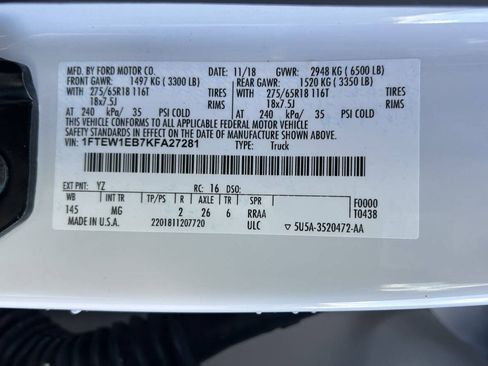 MFD. BY FORD MOTOR CO. 11/18 GVWR: 2948 KG (6500 LB)
FRONT GAWR: 1497 KG (3300 LB) REAR GAWR: 1520 KG (3350 LB)
WITH 275/65R18 116T TIRES WITH 275/65R18 116T TIRES
18x7.5J RIMS 18x7.5J RIMS
AT 240 kPa/ 35 PSI COLD AT 240 kPa/ 35 PSI COLD
THIS VEHICLE CONFORMS TO ALL APPLICABLE FEDERAL MOTOR VEHICLE
SAFETY STANDARDS IN EFFECT ON THE DATE OF MANUFACTURE SHOWN ABOVE.
VIN: 1FTEW1EB7KFA27281 TYPE: Truck
EXT PNT: YZ RC: 16 DSO: F0000
WB INT TR TP/PS R AXLE TR SPR T0438
145 MG 2 26 6 RRAA
MADE IN U.S.A. 2201811207720 ULC ▽ 5U5A-3520472-AA